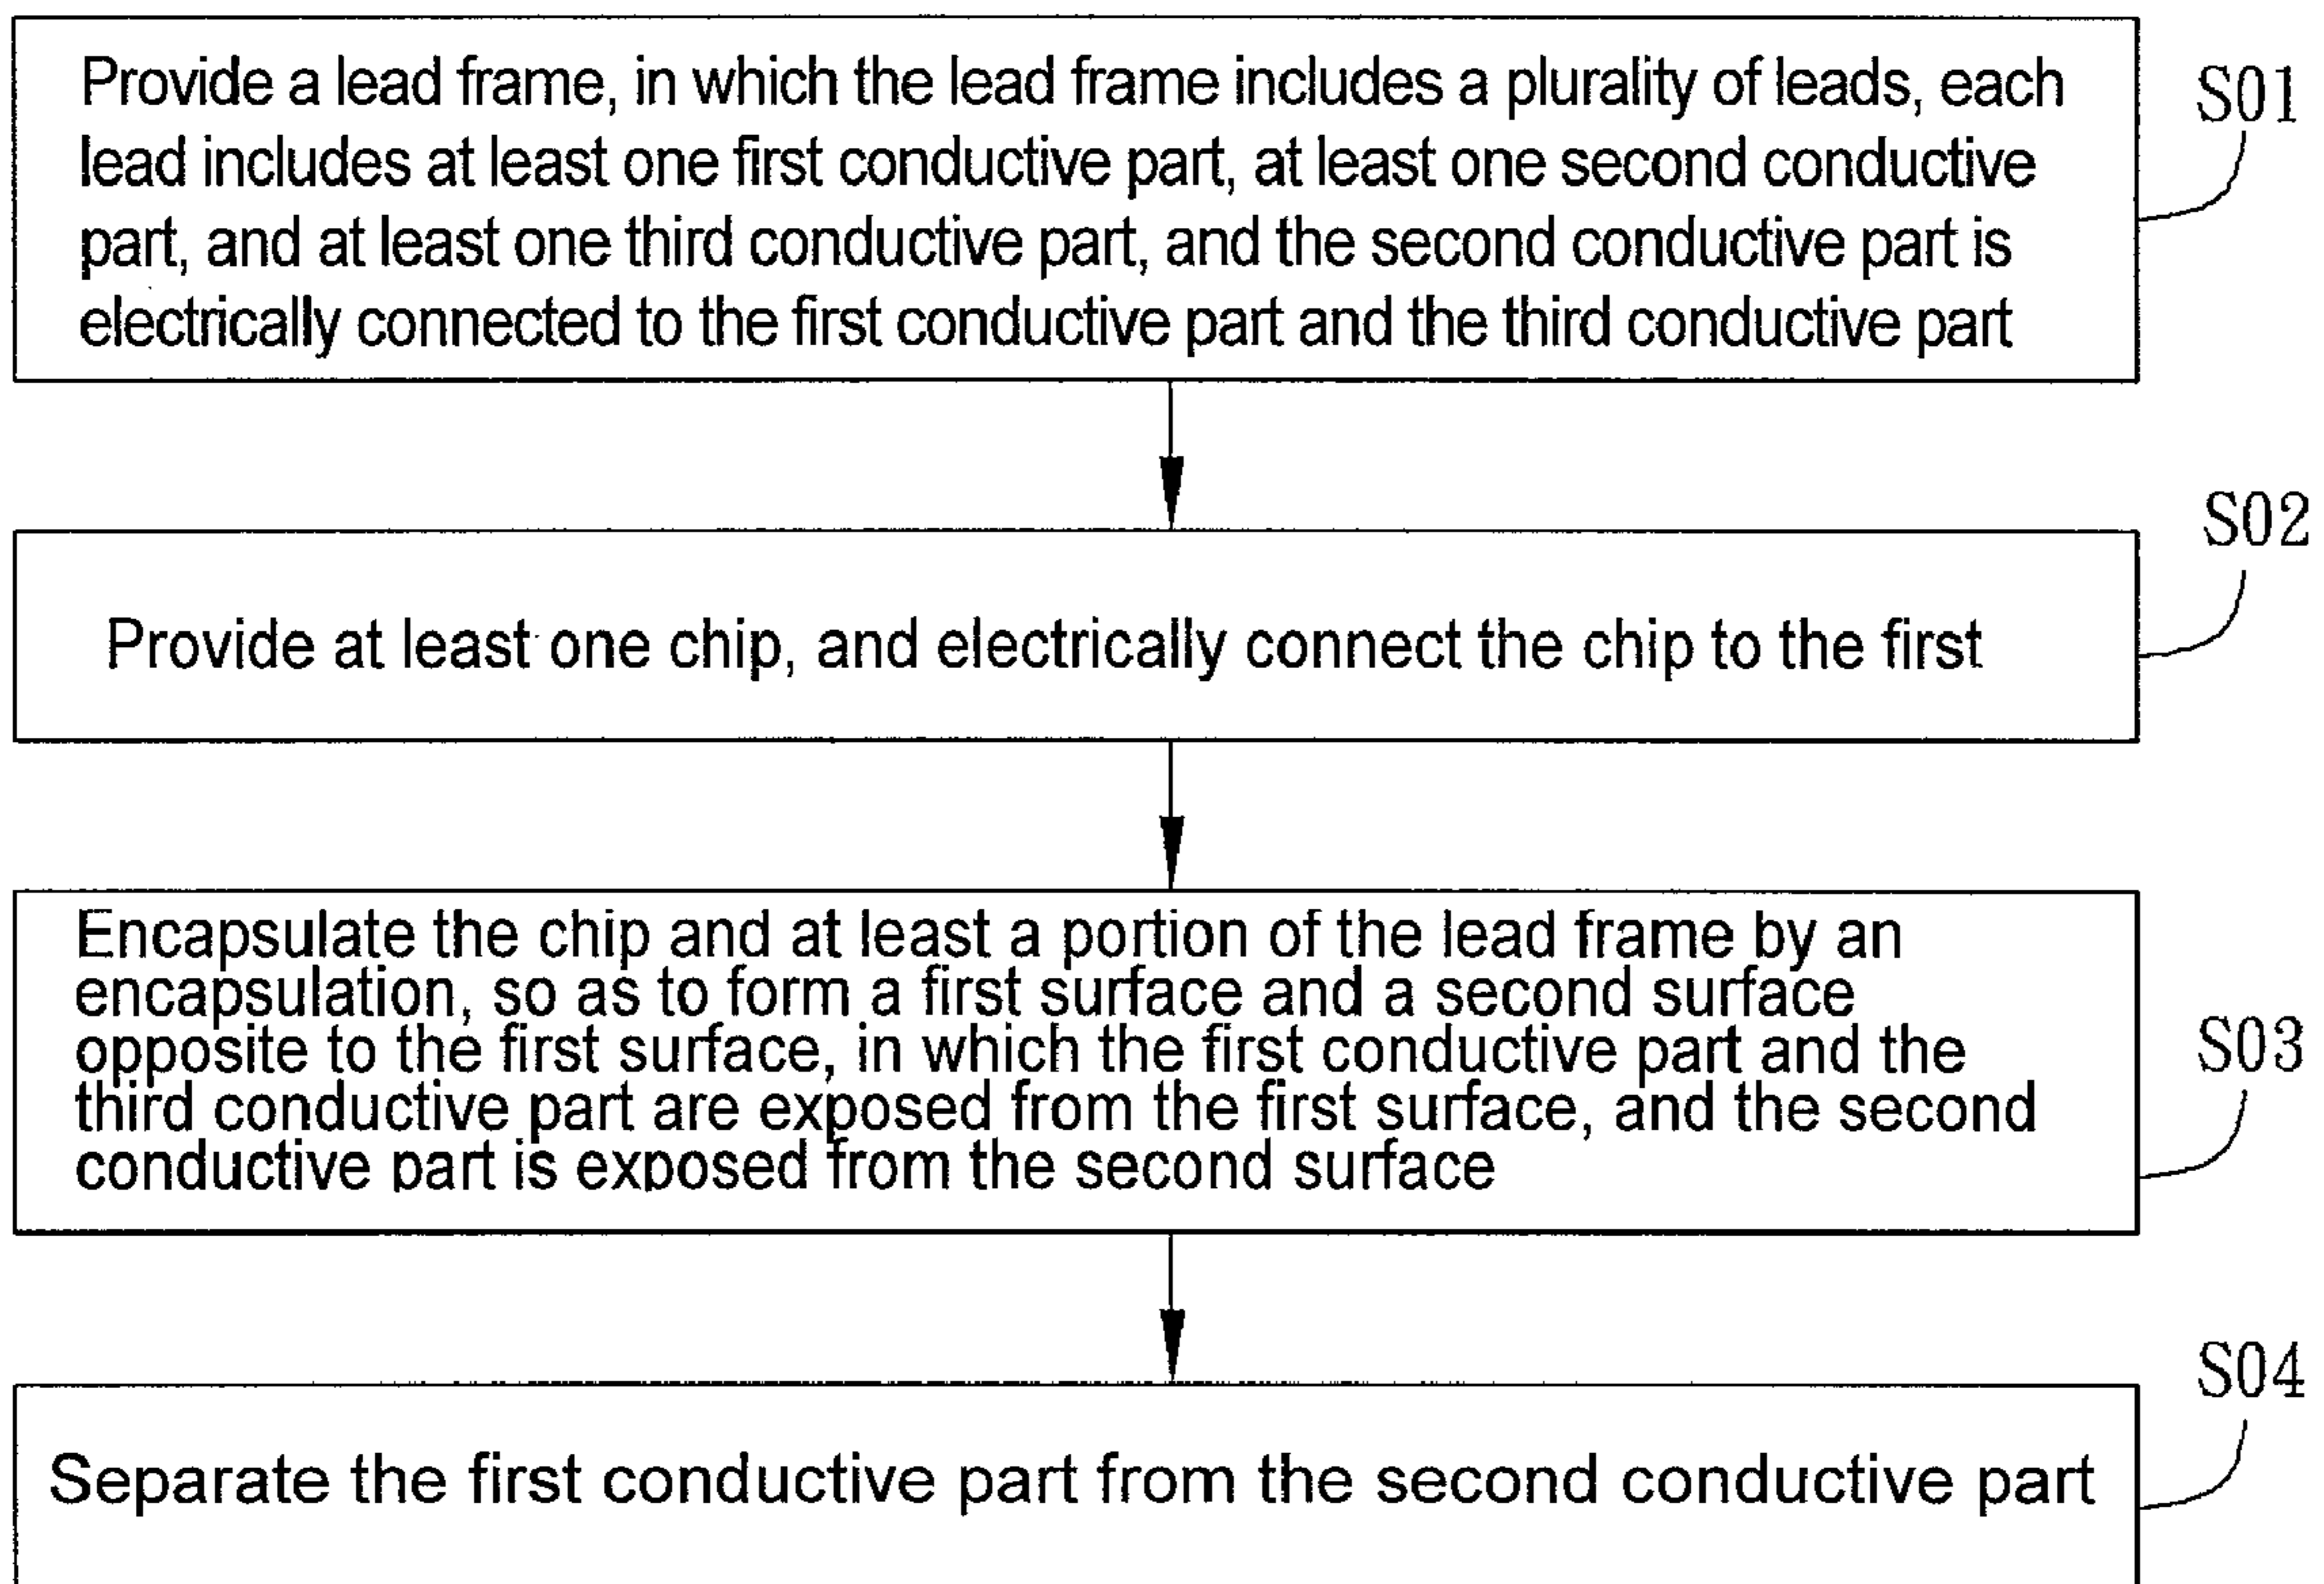 Provide a lead frame, in which the lead frame includes a plurality of leads, each
lead includes at least one first conductive part, at least one second conductive
part, and at least one third conductive part, and the second conductive part is
electrically connected to the first conductive part and the third conductive part
S01
Provide at least one chip, and electrically connect the chip to the first
S02
Encapsulate the chip and at least a portion of the lead frame by an
encapsulation, so as to form a first surface and a second surface
opposite to the first surface, in which the first conductive part and the
third conductive part are exposed from the first surface, and the second
conductive part is exposed from the second surface
S03
Separate the first conductive part from the second conductive part
S04